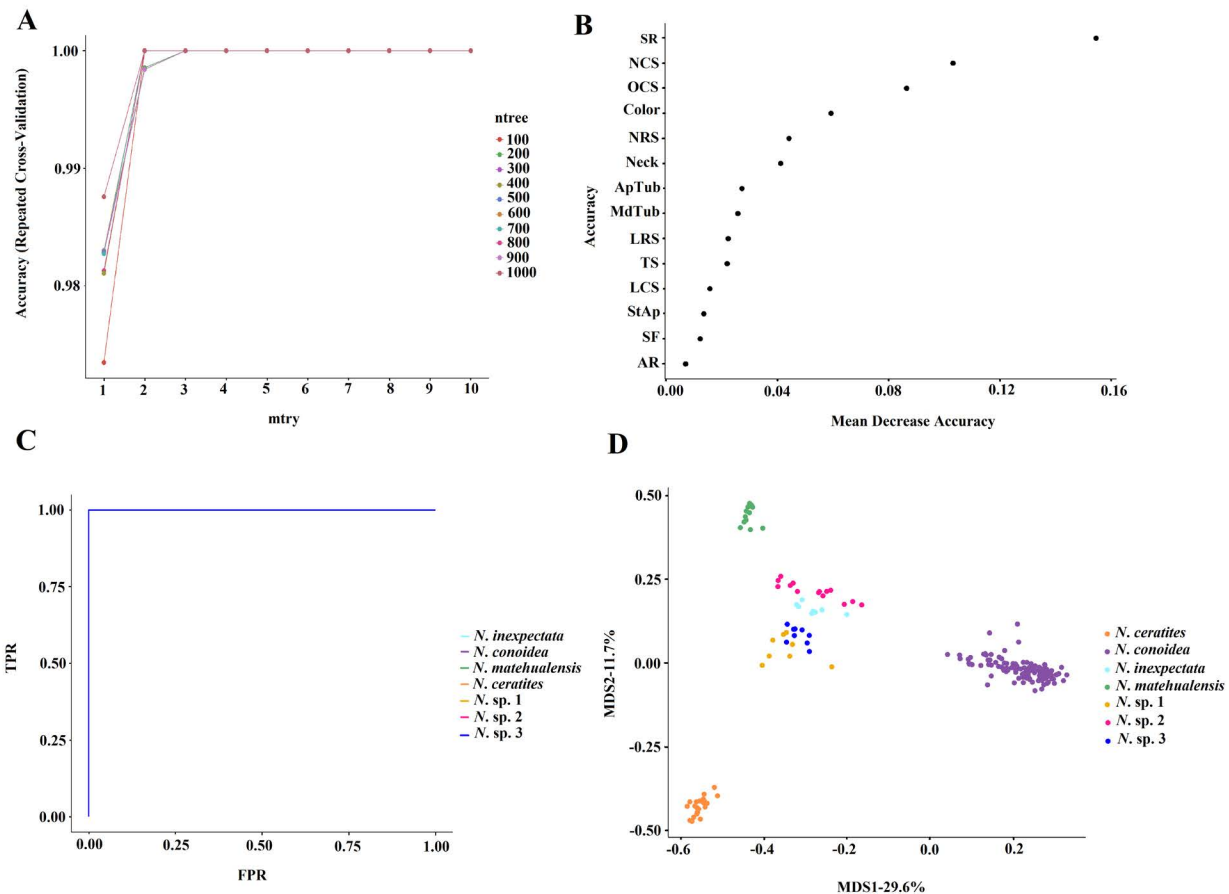 A
Accuracy (Repeated Cross-Validation)
1.00
0.99
0.98
1 2 3 4 5 6 7 8 9 10
mtry
ntree
100
200
300
400
500
600
700
800
900
1000
B
Accuracy
SR
NCS
OCS
Color
NRS
Neck
ApTub
MdTub
LRS
TS
LCS
StAp
SF
AR
0.00 0.04 0.08 0.12 0.16
Mean Decrease Accuracy
C
TPR
1.00
0.75
0.50
0.25
0.00
0.00 0.25 0.50 0.75 1.00
FPR
N. inexpectata
N. conoidea
N. matehualensis
N. ceratites
N. sp. 1
N. sp. 2
N. sp. 3
D
MDS2-11.7%
0.50
0.25
0.00
-0.25
-0.50
-0.6 -0.4 -0.2 0.0 0.2
MDS1-29.6%
N. ceratites
N. conoidea
N. inexpectata
N. matehualensis
N. sp. 1
N. sp. 2
N. sp. 3